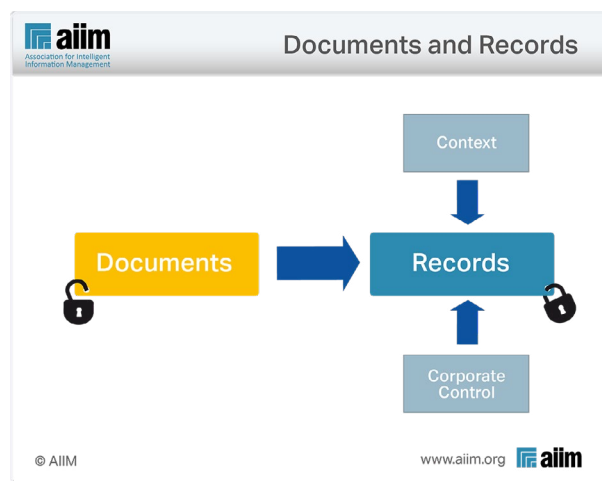 aiim
Association for Intelligent
Information Management
Documents and Records
Context
Documents
Records
Corporate
Control
© AIIM
www.aiim.org
aiim